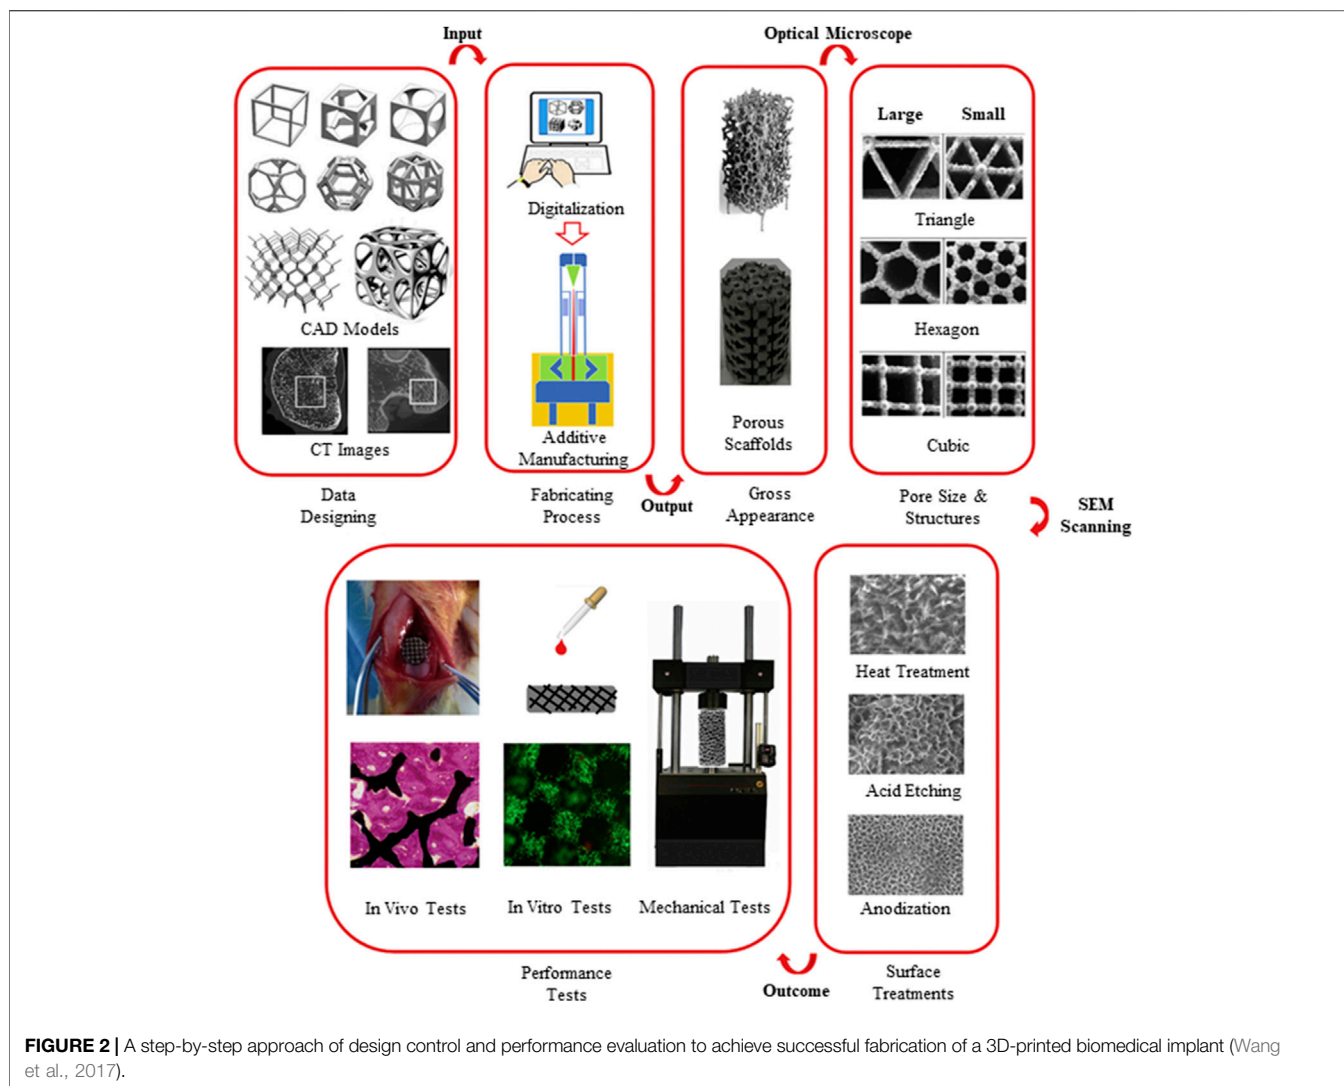 Input
Optical Microscope
Large Small
Digitalization
Triangle
CAD Models
Hexagon
CT Images
Additive
Manufacturing
Porous
Scaffolds
Cubic
Data
Designing
Fabricating
Process
Output
Gross
Appearance
Pore Size &
Structures
SEM
Scanning
Heat Treatment
Acid Etching
Anodization
In Vivo Tests
In Vitro Tests
Mechanical Tests
Performance
Tests
Outcome
Surface
Treatments
FIGURE 2 | A step-by-step approach of design control and performance evaluation to achieve successful fabrication of a 3D-printed biomedical implant (Wang
et al., 2017).